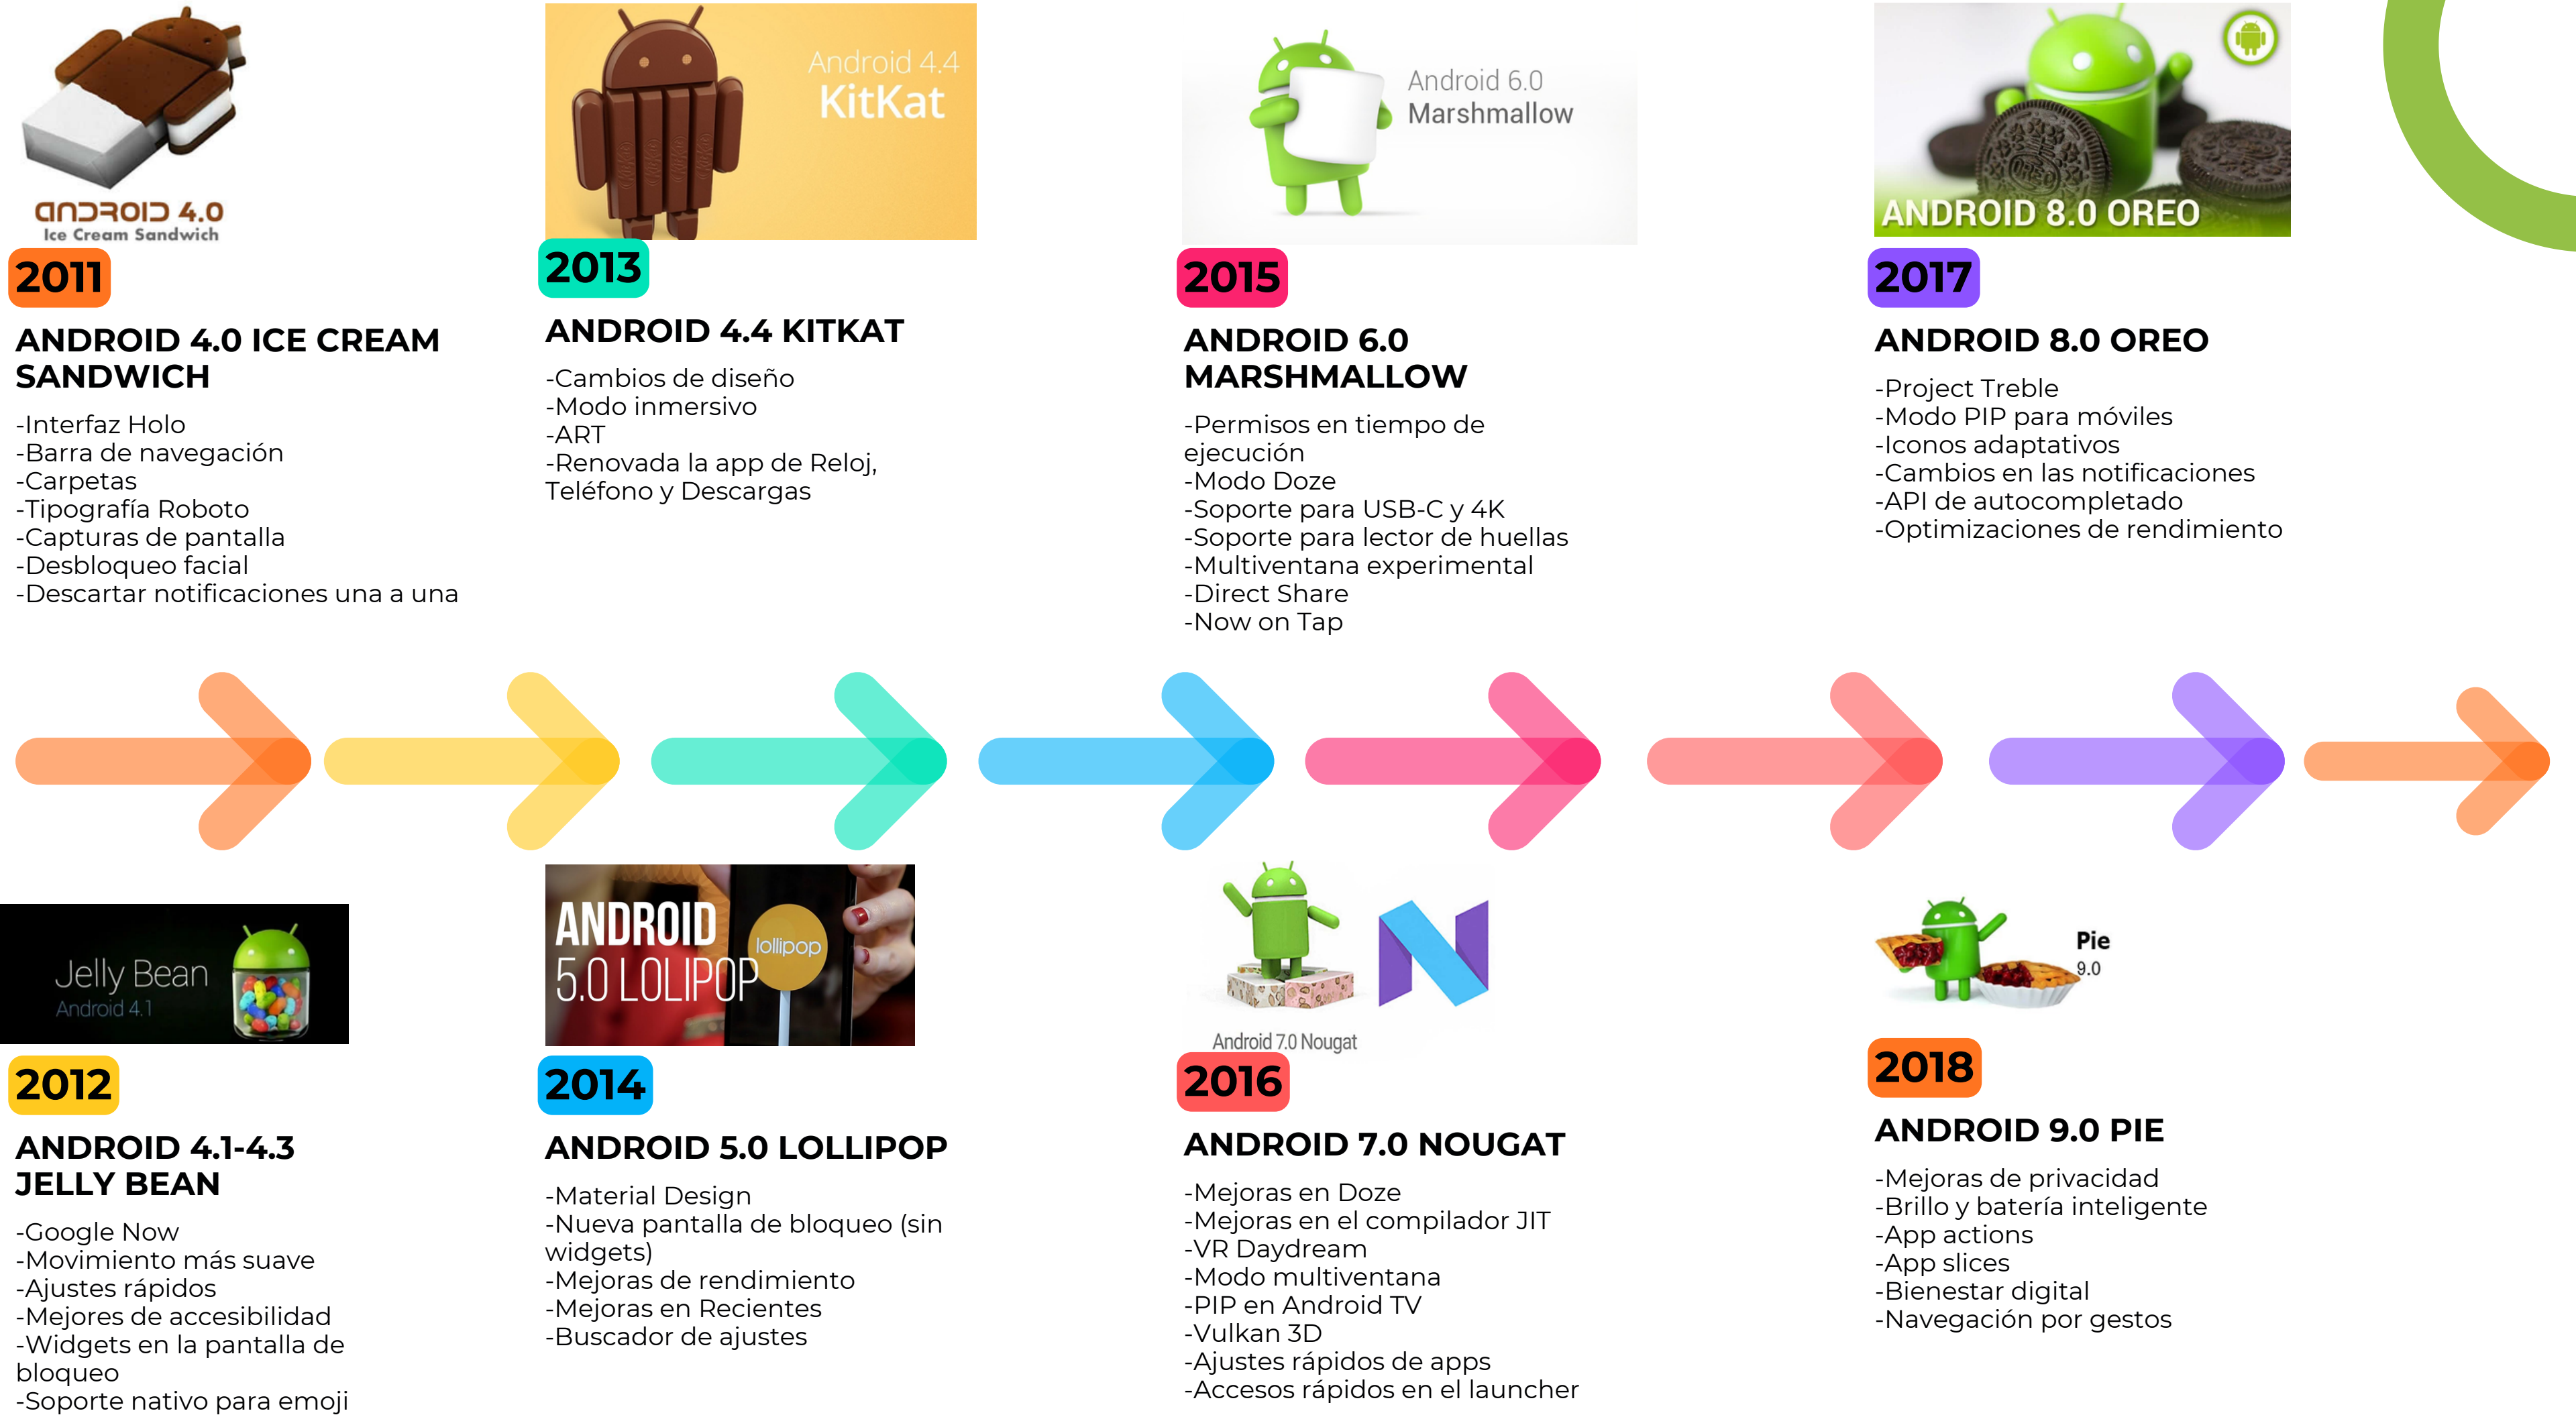 ANDROID 4.0
Ice Cream Sandwich
2011
ANDROID 4.0 ICE CREAM
SANDWICH
-Interfaz Holo
-Barra de navegación
-Carpetas
-Tipografía Roboto
-Capturas de pantalla
-Desbloqueo facial
-Descartar notificaciones una a una
Android 4.4
KitKat
2013
ANDROID 4.4 KITKAT
-Cambios de diseño
-Modo inmersivo
-ART
-Renovada la app de Reloj,
Teléfono y Descargas
Android 6.0
Marshmallow
2015
ANDROID 6.0
MARSHMALLOW
-Permisos en tiempo de
ejecución
-Modo Doze
-Soporte para USB-C y 4K
-Soporte para lector de huellas
-Multiventana experimental
-Direct Share
-Now on Tap
OREO
ANDROID 8.0 OREO
2017
ANDROID 8.0 OREO
-Project Treble
-Modo PIP para móviles
-Iconos adaptativos
-Cambios en las notificaciones
-API de autocompletado
-Optimizaciones de rendimiento
Jelly Bean
Android 4.1
2012
ANDROID 4.1-4.3
JELLY BEAN
-Google Now
-Movimiento más suave
-Ajustes rápidos
-Mejores de accesibilidad
-Widgets en la pantalla de
bloqueo
-Soporte nativo para emoji
ANDROID
5.0 LOLIPOP
lollipop
2014
ANDROID 5.0 LOLLIPOP
-Material Design
-Nueva pantalla de bloqueo (sin
widgets)
-Mejoras de rendimiento
-Mejoras en Recientes
-Buscador de ajustes
Android 7.0 Nougat
2016
ANDROID 7.0 NOUGAT
-Mejoras en Doze
-Mejoras en el compilador JIT
-VR Daydream
-Modo multiventana
-PIP en Android TV
-Vulkan 3D
-Ajustes rápidos de apps
-Accesos rápidos en el launcher
Pie
9.0
2018
ANDROID 9.0 PIE
-Mejoras de privacidad
-Brillo y batería inteligente
-App actions
-App slices
-Bienestar digital
-Navegación por gestos